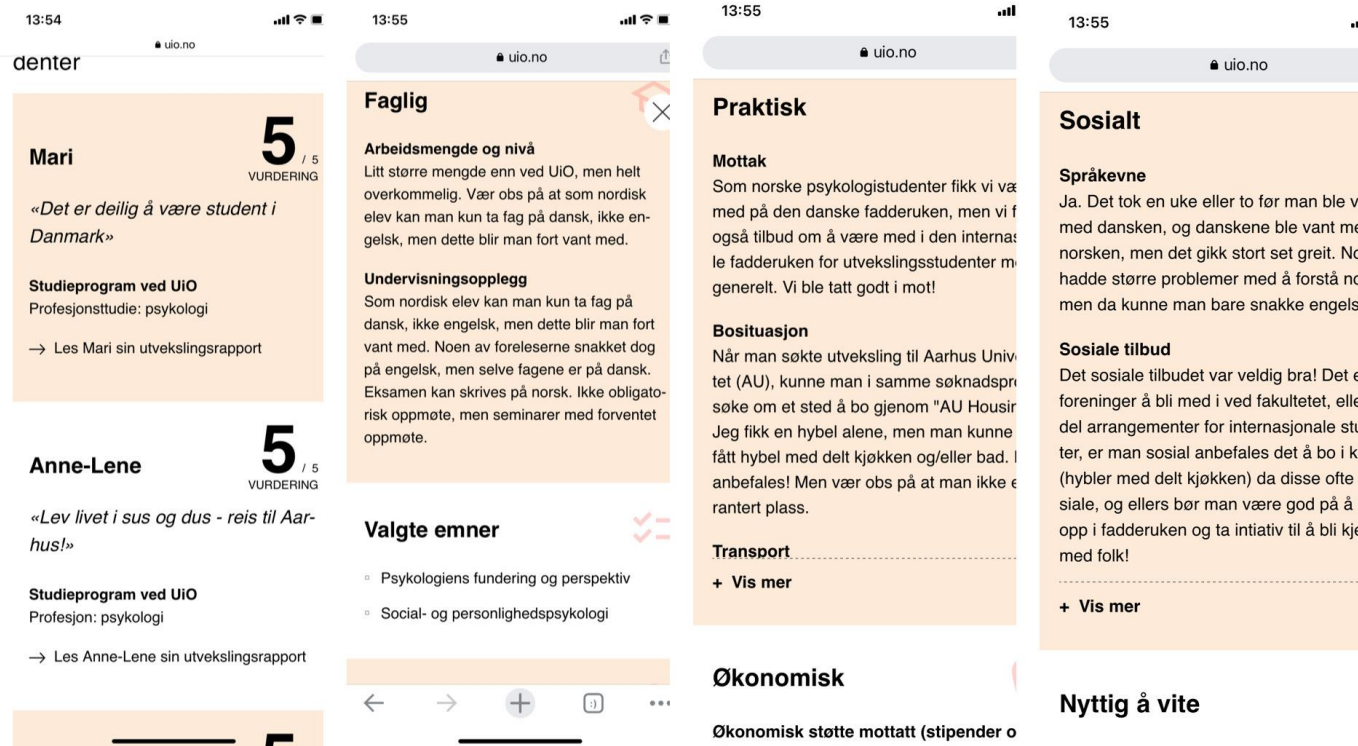 13:54
uio.no
denter
Mari
5 / 5
VURDERING
«Det er deilig å være student i
Danmark»
Studieprogram ved UiO
Profesjonsttudie: psykologi
→ Les Mari sin utvekslingsrapport
Anne-Lene
5 / 5
VURDERING
«Lev livet i sus og dus - reis til Aar-
hus!»
Studieprogram ved UiO
Profesjon: psykologi
→ Les Anne-Lene sin utvekslingsrapport
13:55
uio.no
Faglig
Arbeidsmengde og nivå
Litt større mengde enn ved UiO, men helt
overkommelig. Vær obs på at som nordisk
elev kan man kun ta fag på dansk, ikke en-
gelsk, men dette blir man fort vant med.
Undervisningsopplegg
Som nordisk elev kan man kun ta fag på
dansk, ikke engelsk, men dette blir man fort
vant med. Noen av foreleserne snakket dog
på engelsk, men selve fagene er på dansk.
Eksamen kan skrives på norsk. Ikke obligato-
risk oppmøte, men seminarer med forventet
oppmøte.
Valgte emner
Psykologiens fundering og perspektiv
Social- og personlighedspsykologi
:)
13:55
uio.no
Praktisk
Mottak
Som norske psykologistudenter fikk vi væ
med på den danske fadderuken, men vi f
også tilbud om å være med i den internas
le fadderuken for utvekslingsstudenter m
generelt. Vi ble tatt godt i mot!
Bosituasjon
Når man søkte utveksling til Aarhus Univ
tet (AU), kunne man i samme søknadspr
søke om et sted å bo gjenom "AU Housin
Jeg fikk en hybel alene, men man kunne
fått hybel med delt kjøkken og/eller bad.
anbefales! Men vær obs på at man ikke e
rantert plass.
Transport
+ Vis mer
Økonomisk
Økonomisk støtte mottatt (stipender o
13:55
uio.no
Sosialt
Språkevne
Ja. Det tok en uke eller to før man ble v
med dansken, og danskene ble vant me
norsken, men det gikk stort set greit. No
hadde større problemer med å forstå no
men da kunne man bare snakke engels
Sosiale tilbud
Det sosiale tilbudet var veldig bra! Det e
foreninger å bli med i ved fakultetet, elle
del arrangementer for internasjonale stu
ter, er man sosial anbefales det å bo i k
(hybler med delt kjøkken) da disse ofte
siale, og ellers bør man være god på å
opp i fadderuken og ta intiativ til å bli kje
med folk!
+ Vis mer
Nyttig å vite